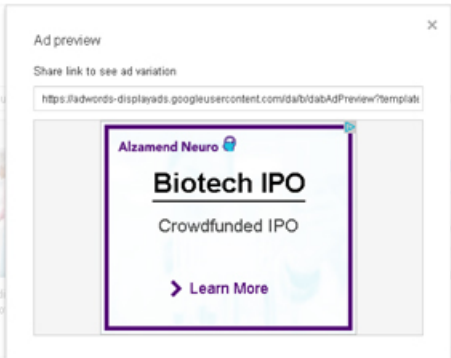 Ad preview
×
Share link to see ad variation
https://adwords-displayads.googleusercontent.com/da/b/dabAdPreview?template
Alzamend Neuro
Biotech IPO
Crowdfunded IPO
Learn More